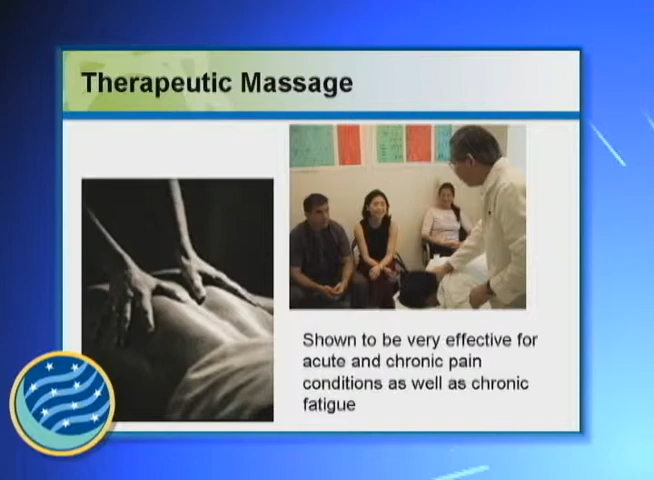 Therapeutic Massage
Shown to be very effective for
acute and chronic pain
conditions as well as chronic
fatigue